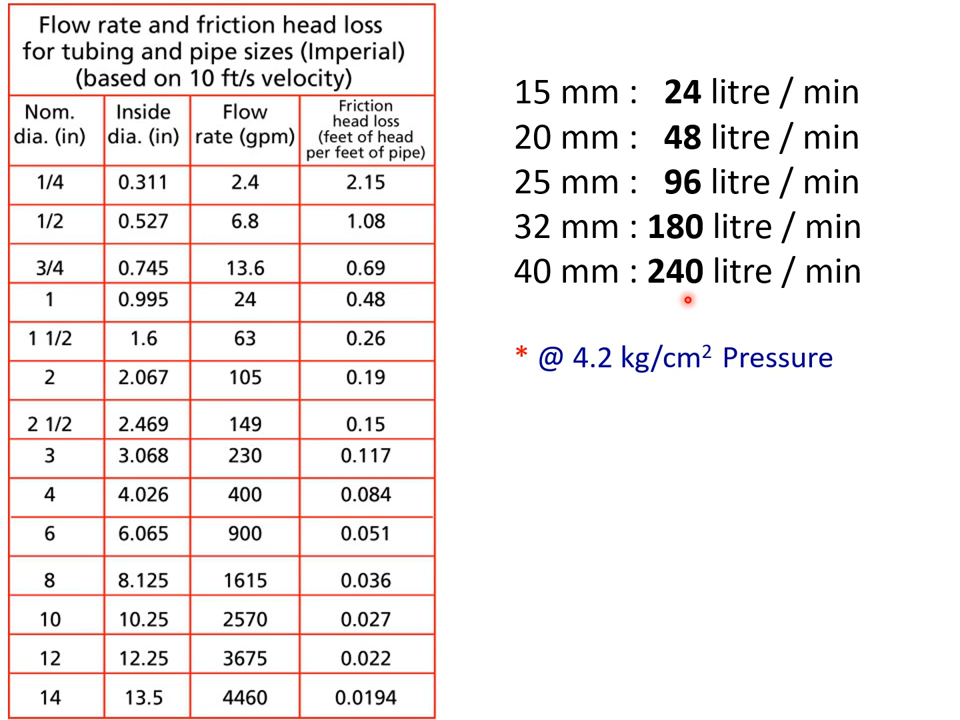 Flow rate and friction head loss
for tubing and pipe sizes (Imperial)
(based on 10 ft/s velocity)
Nom. dia. (in) Inside dia. (in) Flow rate (gpm) Friction head loss (feet of head per feet of pipe)
1/4 0.311 2.4 2.15
1/2 0.527 6.8 1.08
3/4 0.745 13.6 0.69
1 0.995 24 0.48
1 1/2 1.6 63 0.26
2 2.067 105 0.19
2 1/2 2.469 149 0.15
3 3.068 230 0.117
4 4.026 400 0.084
6 6.065 900 0.051
8 8.125 1615 0.036
10 10.25 2570 0.027
12 12.25 3675 0.022
14 13.5 4460 0.0194
15 mm : 24 litre / min
20 mm : 48 litre / min
25 mm : 96 litre / min
32 mm : 180 litre / min
40 mm : 240 litre / min
* @ 4.2 kg/cm² Pressure